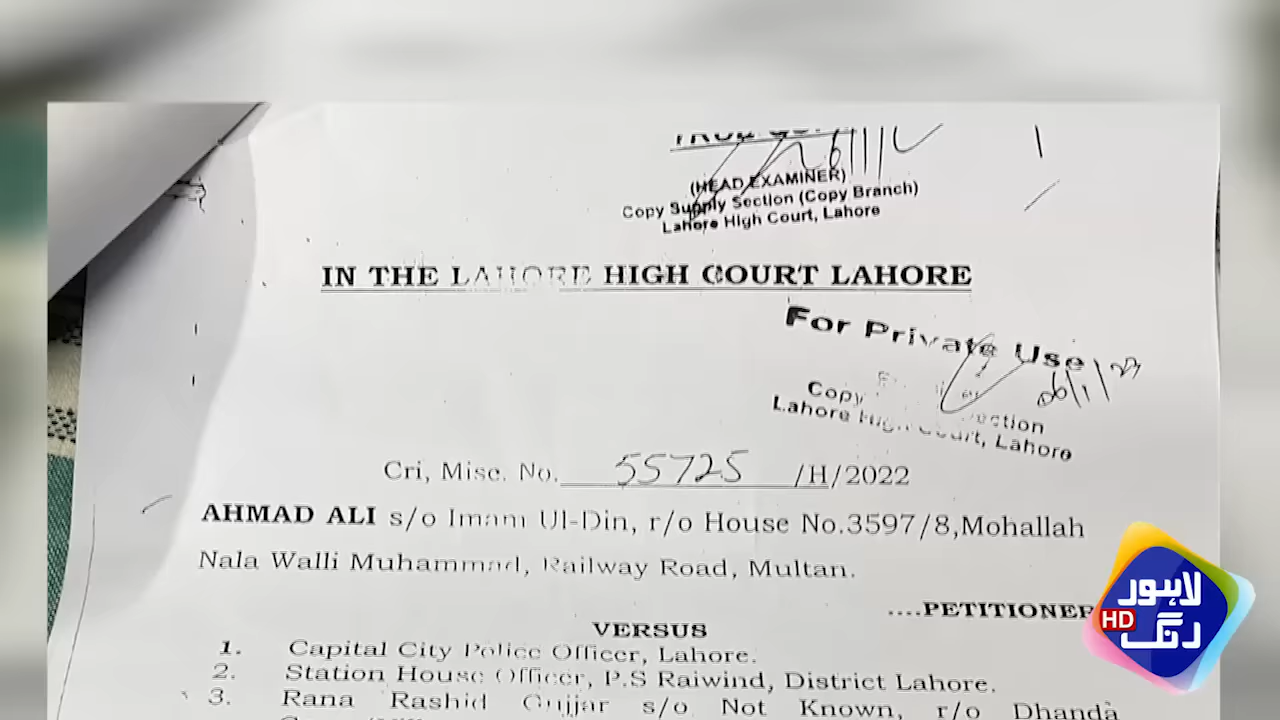 (HEAD EXAMINER)
Copy Supply Section (Copy Branch)
Lahore High Court, Lahore
IN THE LAHORE HIGH COURT LAHORE
For Private Use
Copy Section
Lahore High Court, Lahore
Cri, Misc. No. 55725 /H/2022
AHMAD ALI s/o Imam Ul-Din, r/o House No.3597/8,Mohallah
Nala Walli Muhammad, Railway Road, Multan.
....PETITIONER
VERSUS
1. Capital City Police Officer, Lahore.
2. Station House Officer, P.S Raiwind, District Lahore.
3. Rana Rashid Gujjar s/o Not Known, r/o Dhanda
لاہور
HD
رنگ